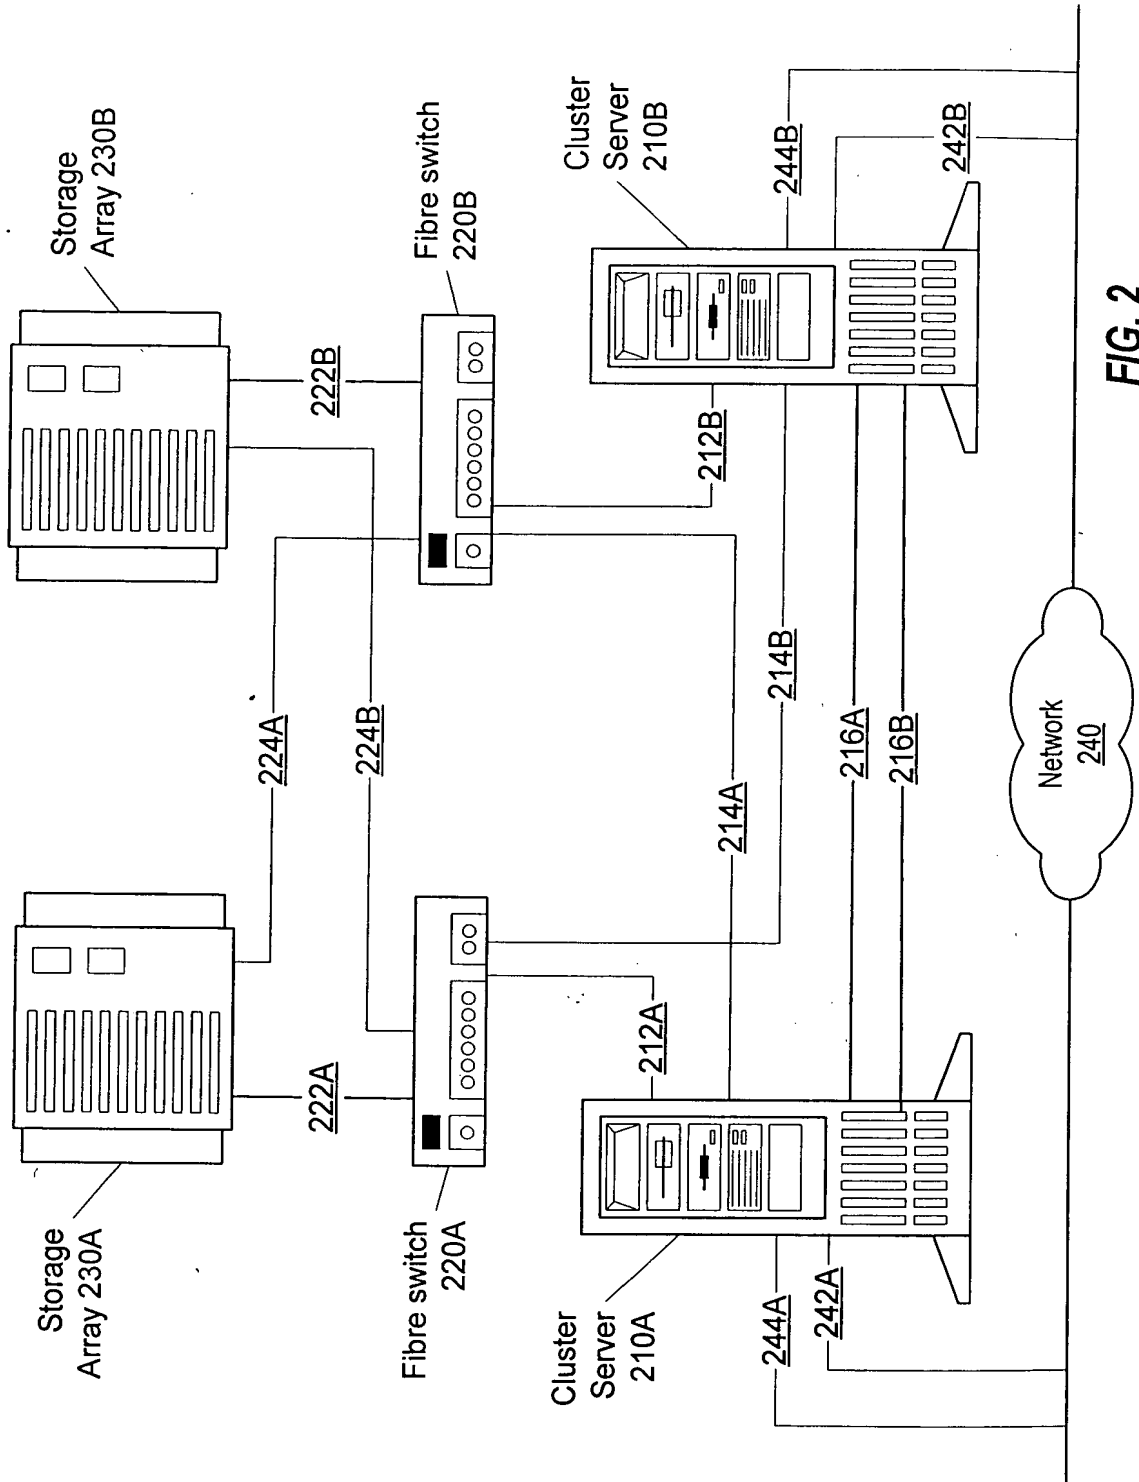 Storage
Array 230A
Storage
Array 230B
224A
222A
222B
224B
Fibre switch
220A
Fibre switch
220B
212A
212B
214A
214B
Cluster
Server
210A
Cluster
Server
210B
216A
216B
244A
242A
244B
242B
Network
240
FIG. 2